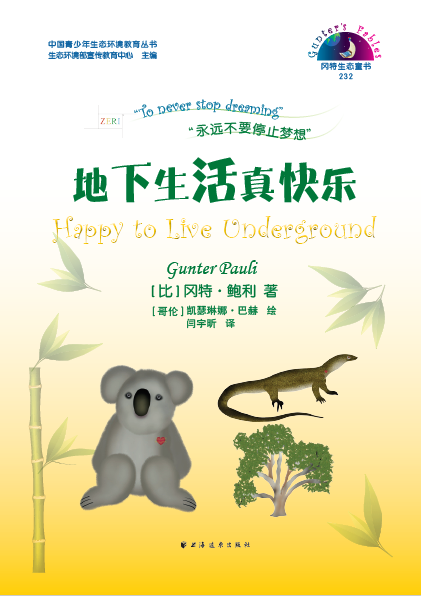 中国青少年生态环境教育丛书
生态环境部宣传教育中心 主编
Gunter's Fables
冈特生态童书
232
ZERI
"To never stop dreaming"
"永远不要停止梦想"
地下生活真快乐
Happy to Live Underground
Gunter Pauli
[比]冈特·鲍利 著
[哥伦]凯瑟琳娜·巴赫 绘
闫宇昕 译
上海远东出版社